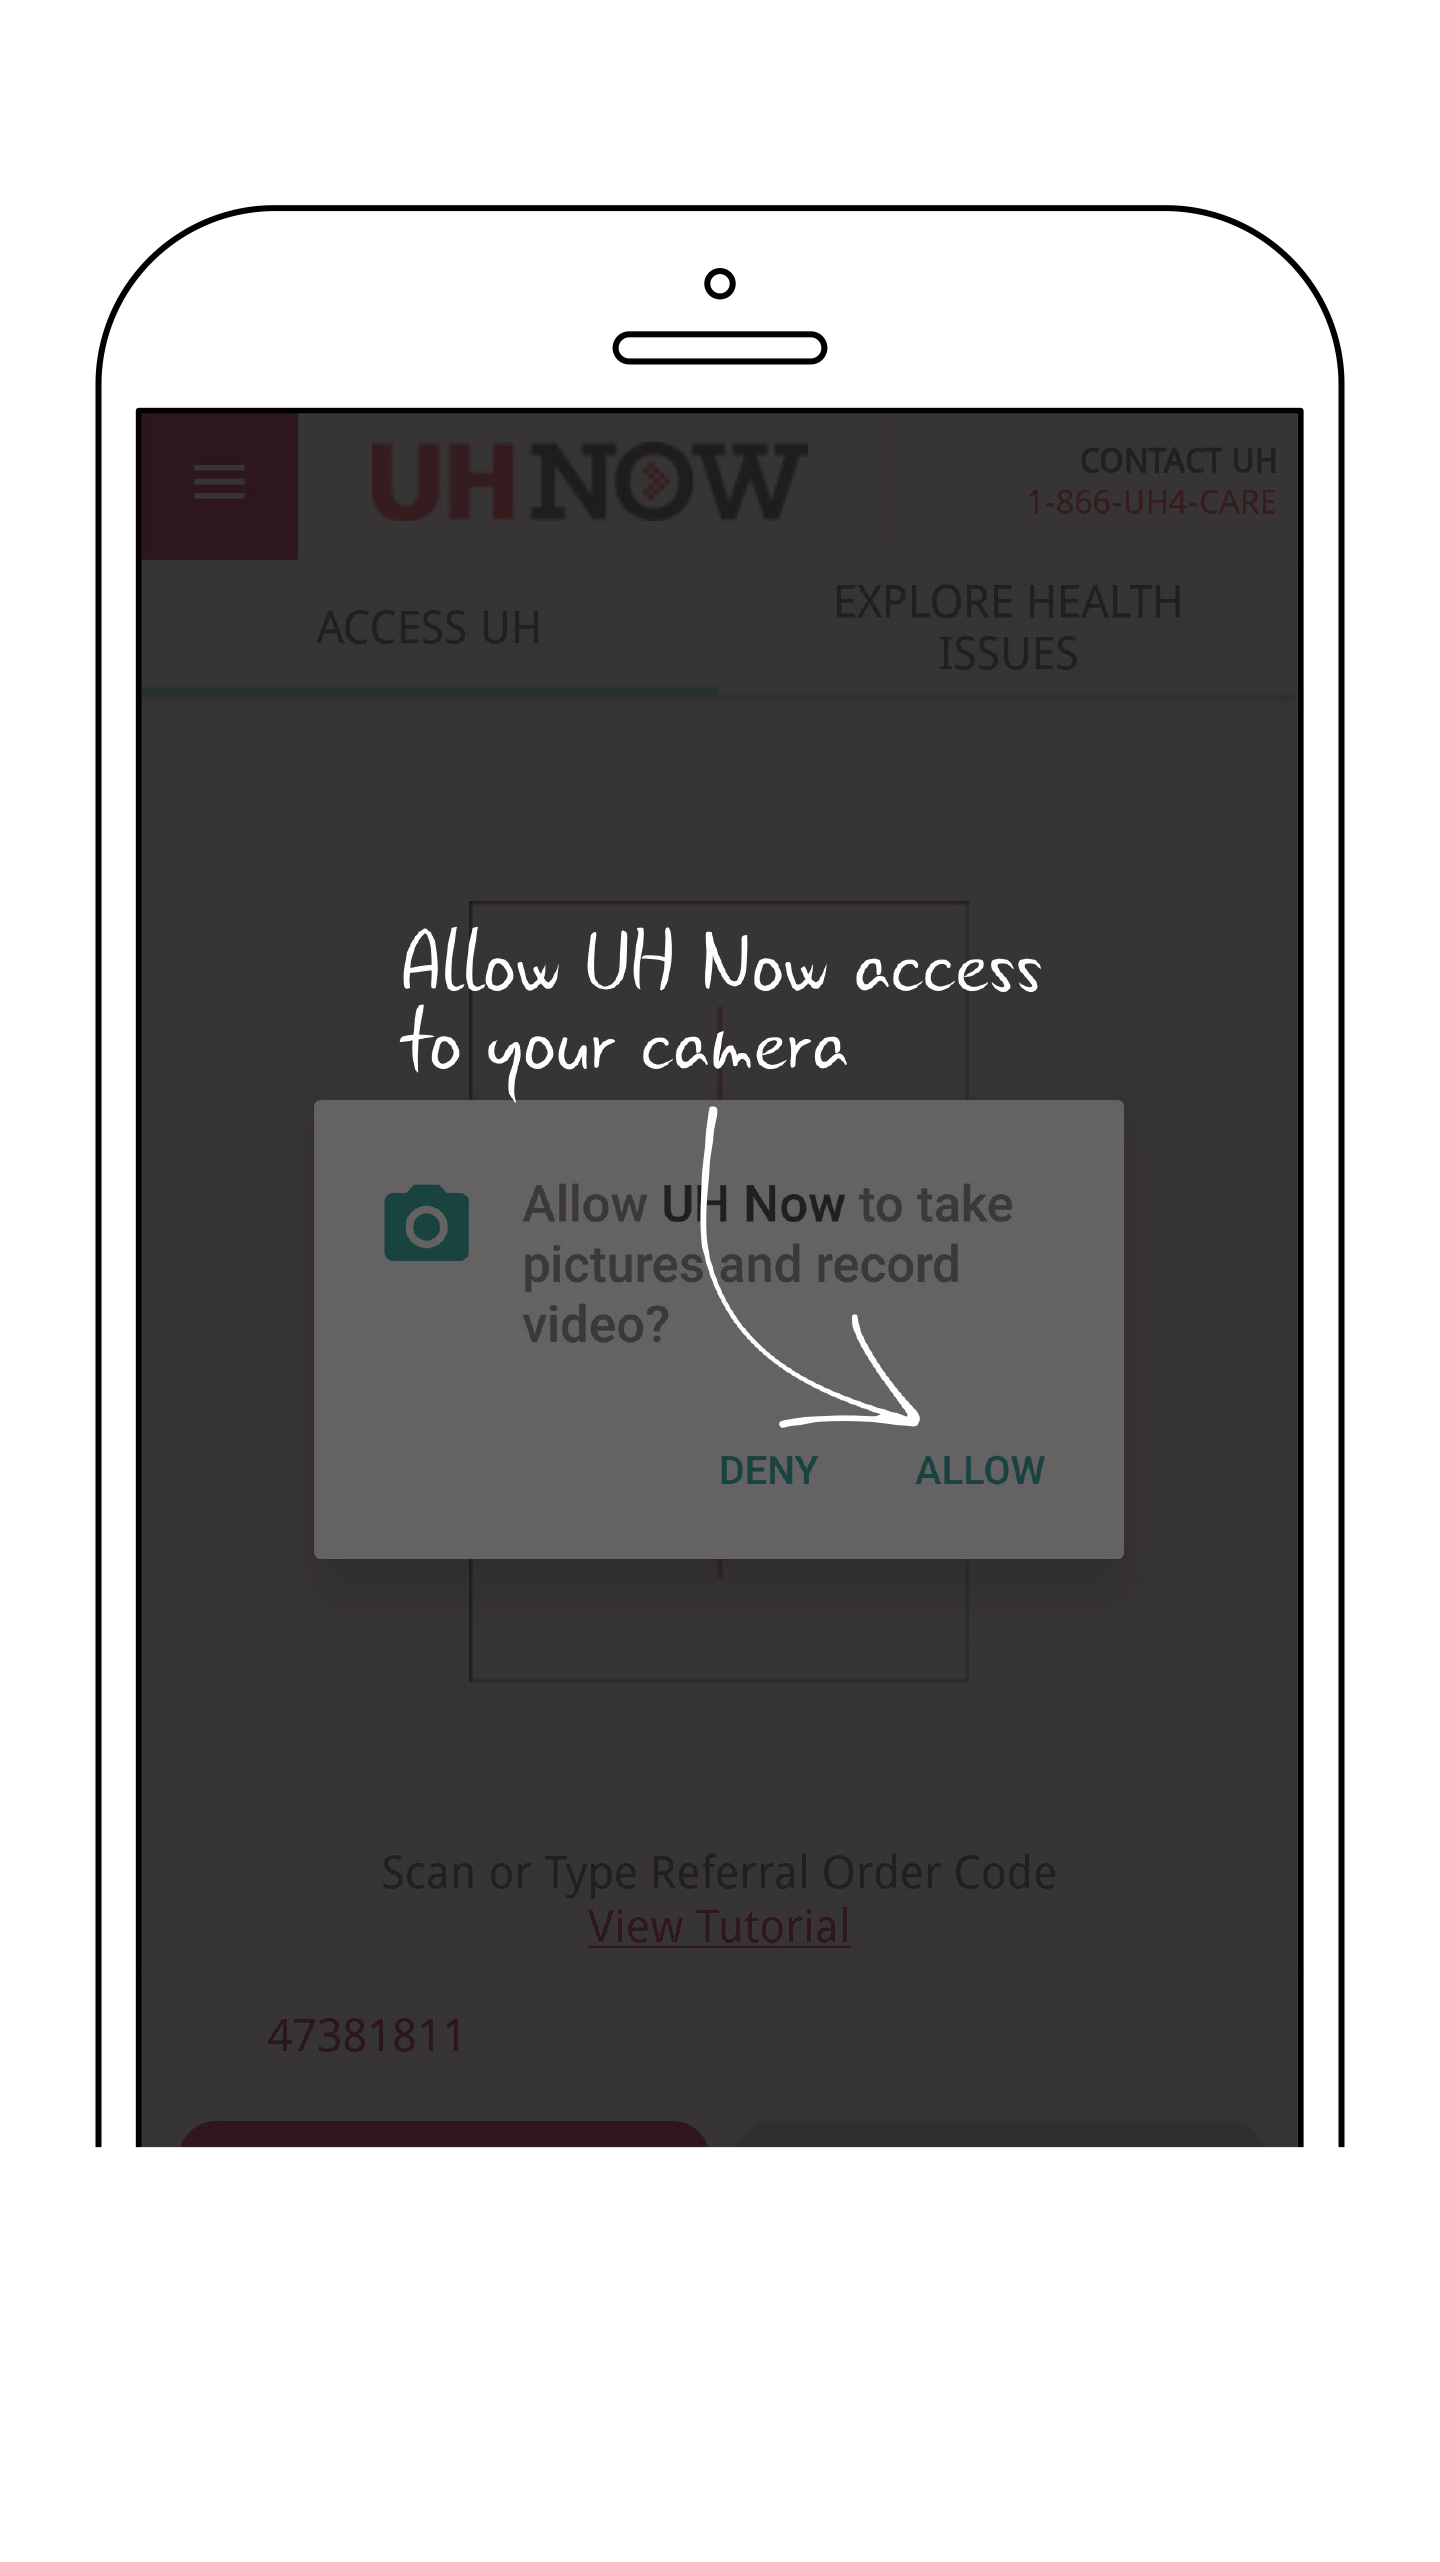 UH NOW
CONTACT UH
1-866-UH4-CARE
ACCESS UH
EXPLORE HEALTH
ISSUES
Allow UH Now access
to your camera
Allow UH Now to take
pictures and record
video?
DENY ALLOW
Scan or Type Referral Order Code
View Tutorial
47381811